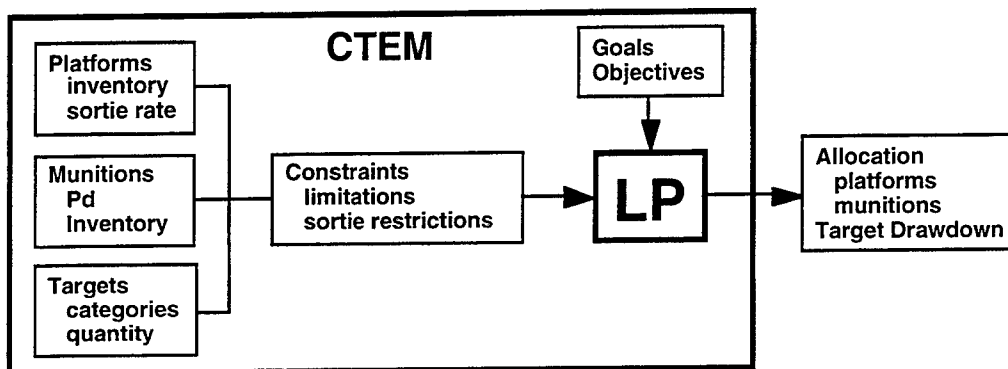 CTEM
Platforms
inventory
sortie rate
Munitions
Pd
Inventory
Targets
categories
quantity
Constraints
limitations
sortie restrictions
Goals
Objectives
LP
Allocation
platforms
munitions
Target Drawdown